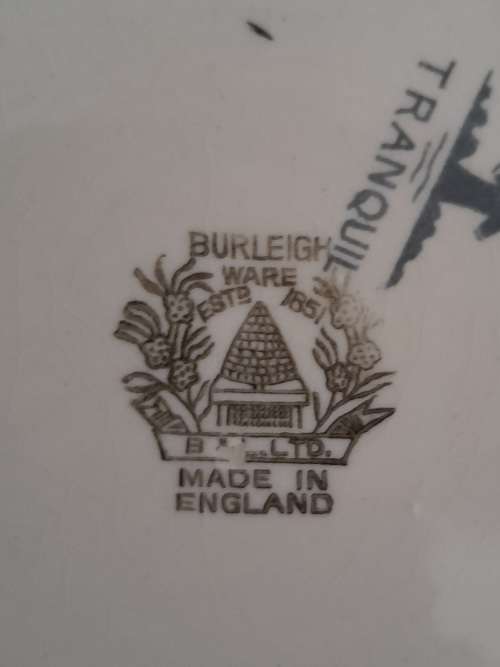 TRANQUIL
BURLEIGH
WARE
ESTD 1851
B LTD.
MADE IN
ENGLAND